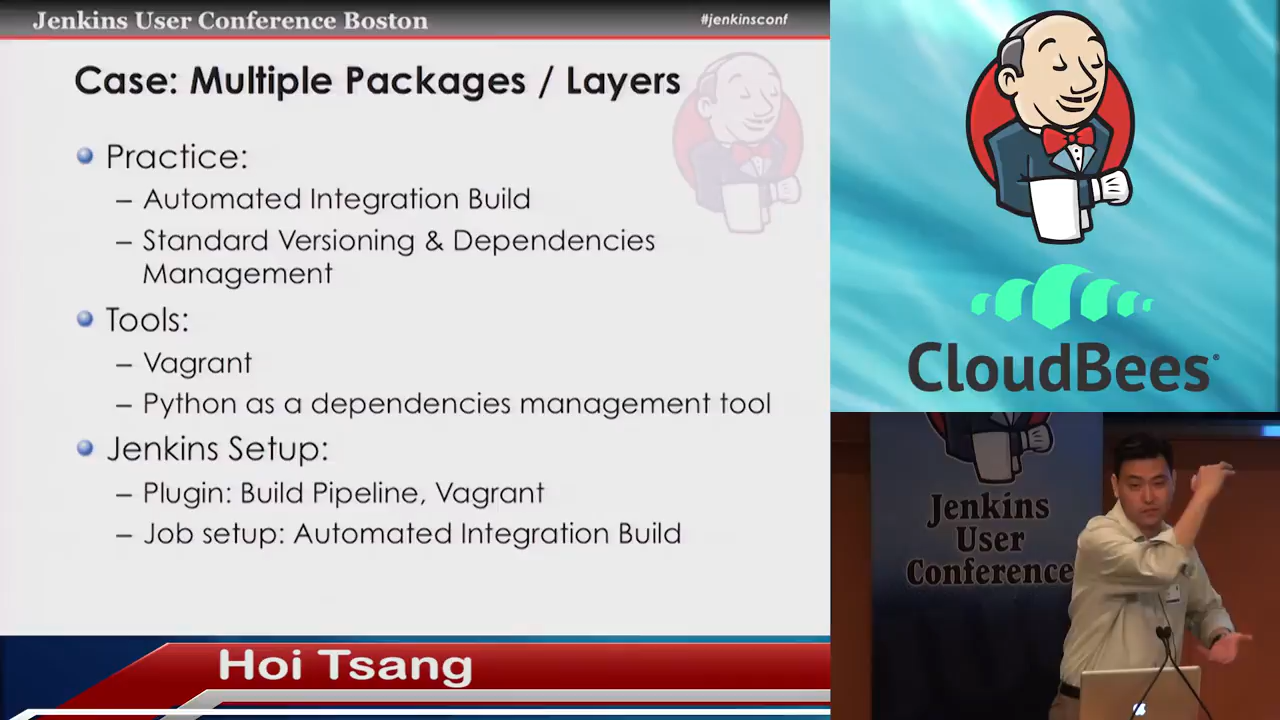 Jenkins User Conference Boston
#jenkinsconf
Case: Multiple Packages / Layers
Practice:
– Automated Integration Build
– Standard Versioning & Dependencies
Management
Tools:
– Vagrant
– Python as a dependencies management tool
Jenkins Setup:
– Plugin: Build Pipeline, Vagrant
– Job setup: Automated Integration Build
Hoi Tsang
CloudBees
Jenkins
User
Conference